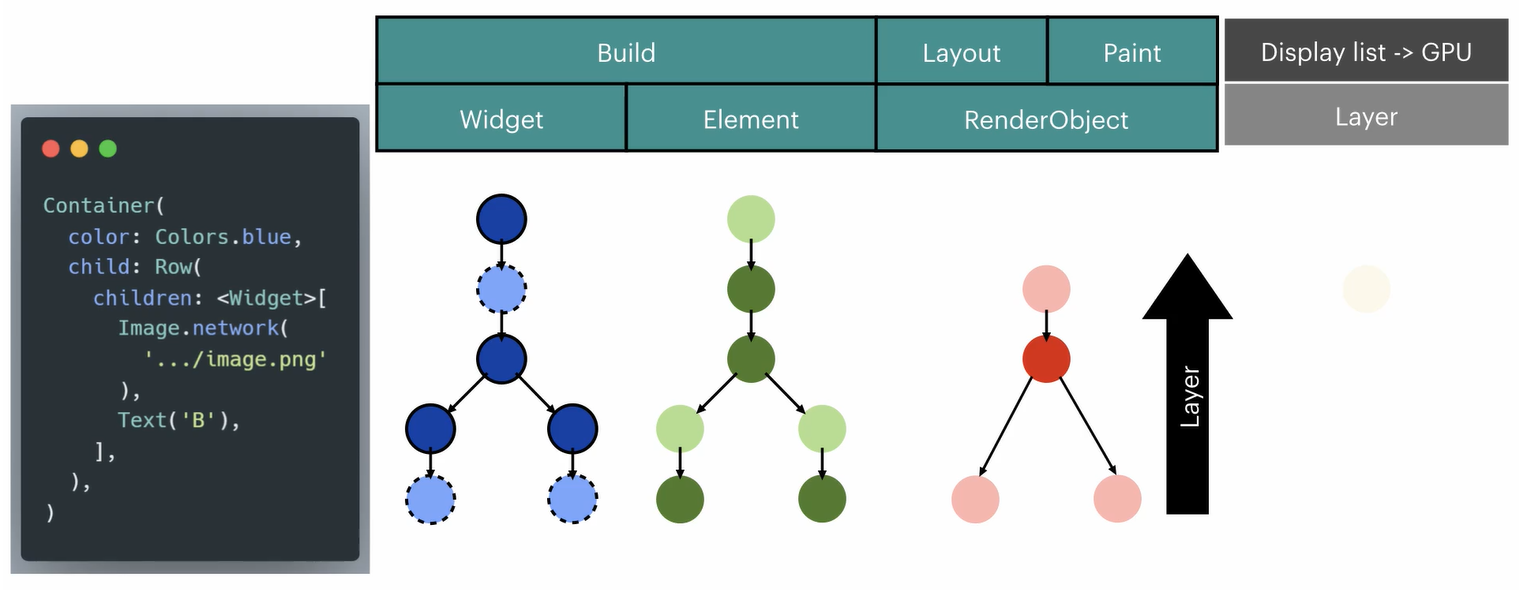 Build
Layout
Paint
Display list -> GPU
Widget
Element
RenderObject
Layer
Container(
  color: Colors.blue,
  child: Row(
    children: <Widget>[
      Image.network(
        '.../image.png'
      ),
      Text('B'),
    ],
  ),
)
Layer